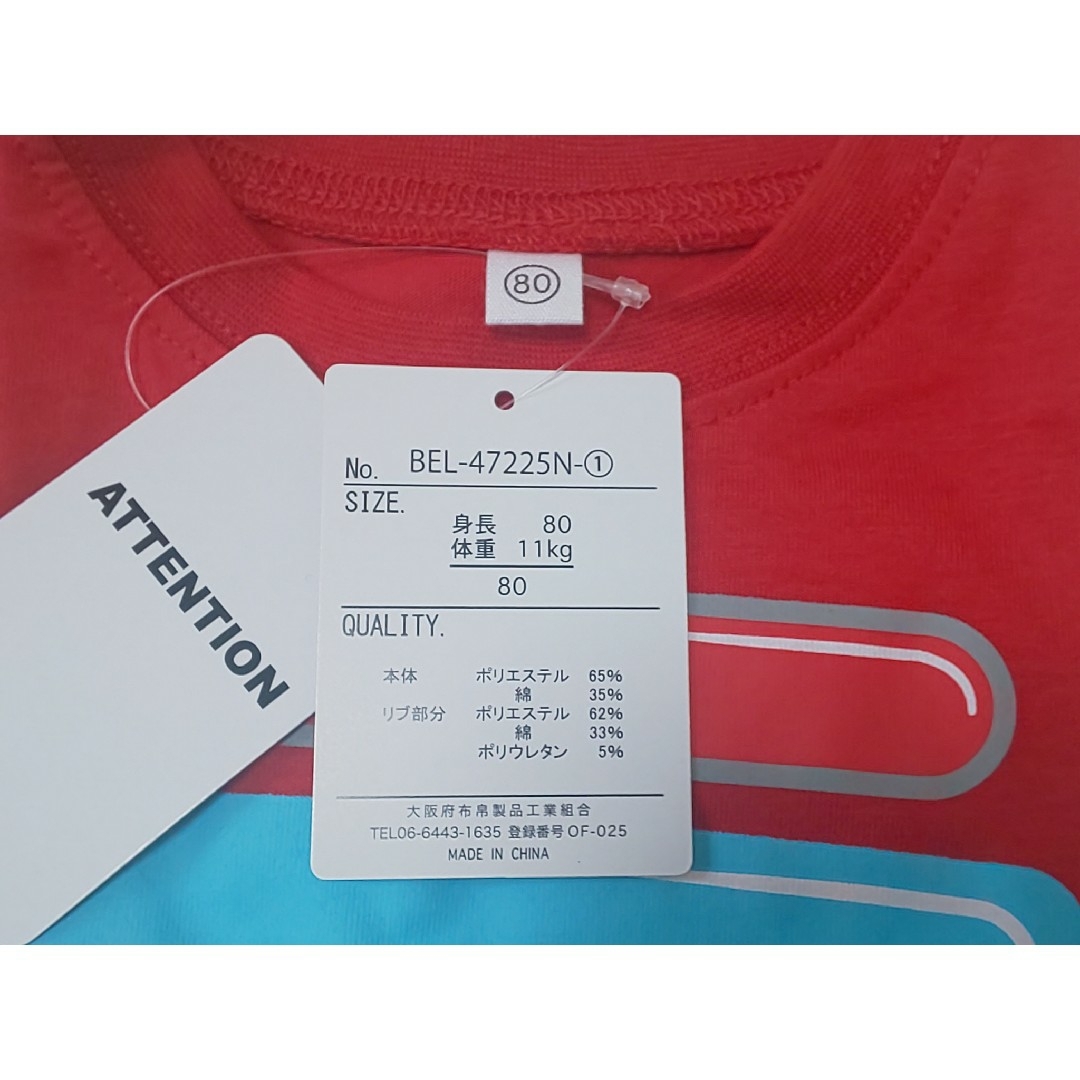 80
ATTENTION
No. BEL-47225N-①
SIZE.
身長 80
体重 11kg
80
QUALITY.
本体 ポリエステル 65%
綿 35%
リブ部分 ポリエステル 62%
綿 33%
ポリウレタン 5%
大阪府布帛製品工業組合
TEL06-6443-1635 登録番号OF-025
MADE IN CHINA